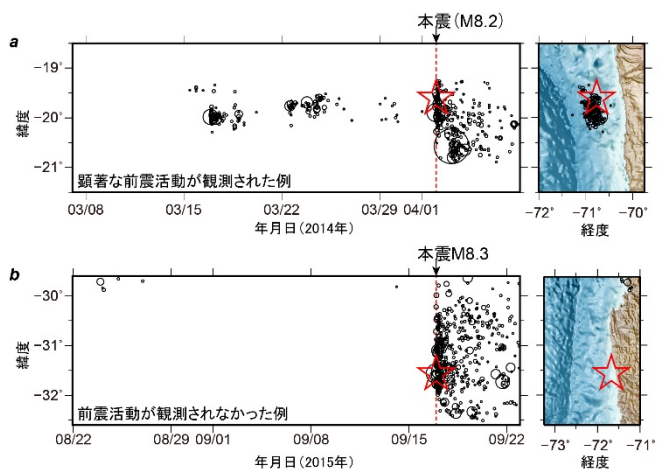 本震（M8.2）
a
-19°
-20°
-21°
緯度
顕著な前震活動が観測された例
03/08 03/15 03/22 03/29 04/01
年月日（2014年）
-72° -71° -70°
経度
本震M8.3
b
-30°
-31°
-32°
緯度
前震活動が観測されなかった例
08/22 08/29 09/01 09/08 09/15 09/22
年月日（2015年）
-73° -72° -71°
経度